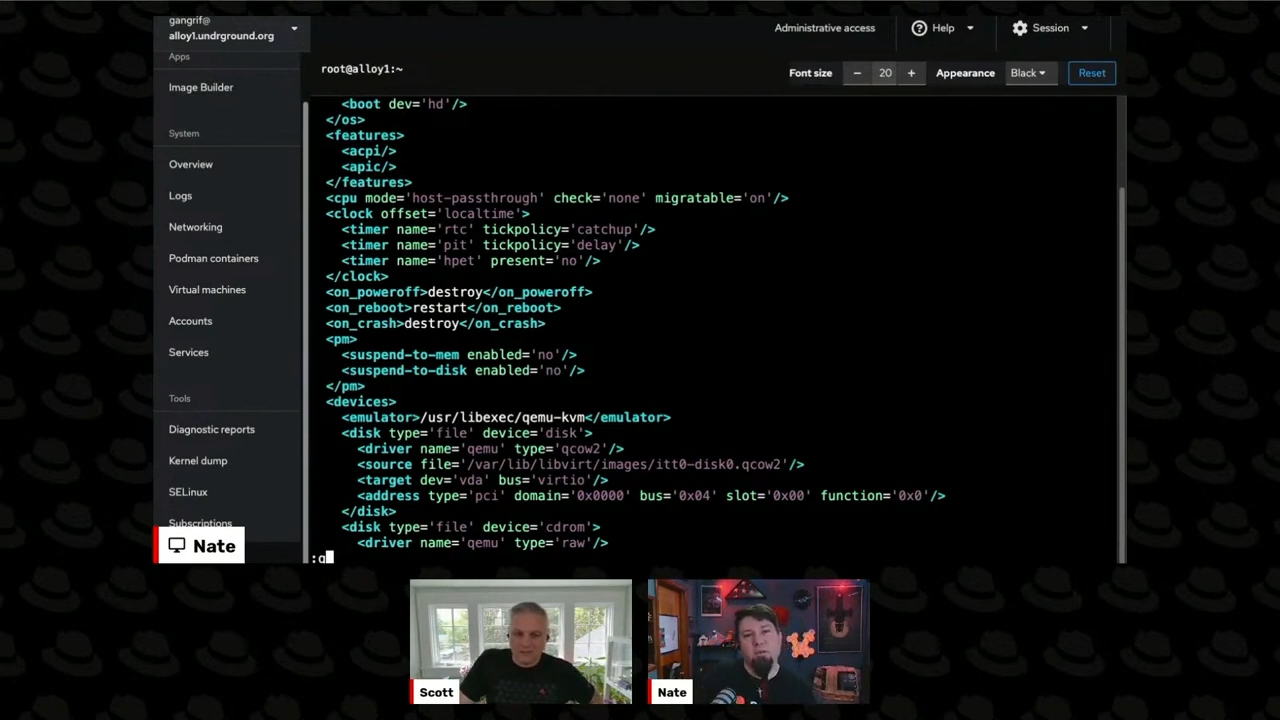 gangrif@
alloy1.undrground.org
Administrative access
Help
Session
Apps
Image Builder
System
Overview
Logs
Networking
Podman containers
Virtual machines
Accounts
Services
Tools
Diagnostic reports
Kernel dump
SELinux
Subscriptions
root@alloy1:~
Font size
20
Appearance
Black
Reset
<boot dev='hd'/>
</os>
<features>
<acpi/>
<apic/>
</features>
<cpu mode='host-passthrough' check='none' migratable='on'/>
<clock offset='localtime'>
<timer name='rtc' tickpolicy='catchup'/>
<timer name='pit' tickpolicy='delay'/>
<timer name='hpet' present='no'/>
</clock>
<on_poweroff>destroy</on_poweroff>
<on_reboot>restart</on_reboot>
<on_crash>destroy</on_crash>
<pm>
<suspend-to-mem enabled='no'/>
<suspend-to-disk enabled='no'/>
</pm>
<devices>
<emulator>/usr/libexec/qemu-kvm</emulator>
<disk type='file' device='disk'>
<driver name='qemu' type='qcow2'/>
<source file='/var/lib/libvirt/images/itt0-disk0.qcow2'/>
<target dev='vda' bus='virtio'/>
<address type='pci' domain='0x0000' bus='0x04' slot='0x00' function='0x0'/>
</disk>
<disk type='file' device='cdrom'>
<driver name='qemu' type='raw'/>
:q
Nate
Scott
Nate